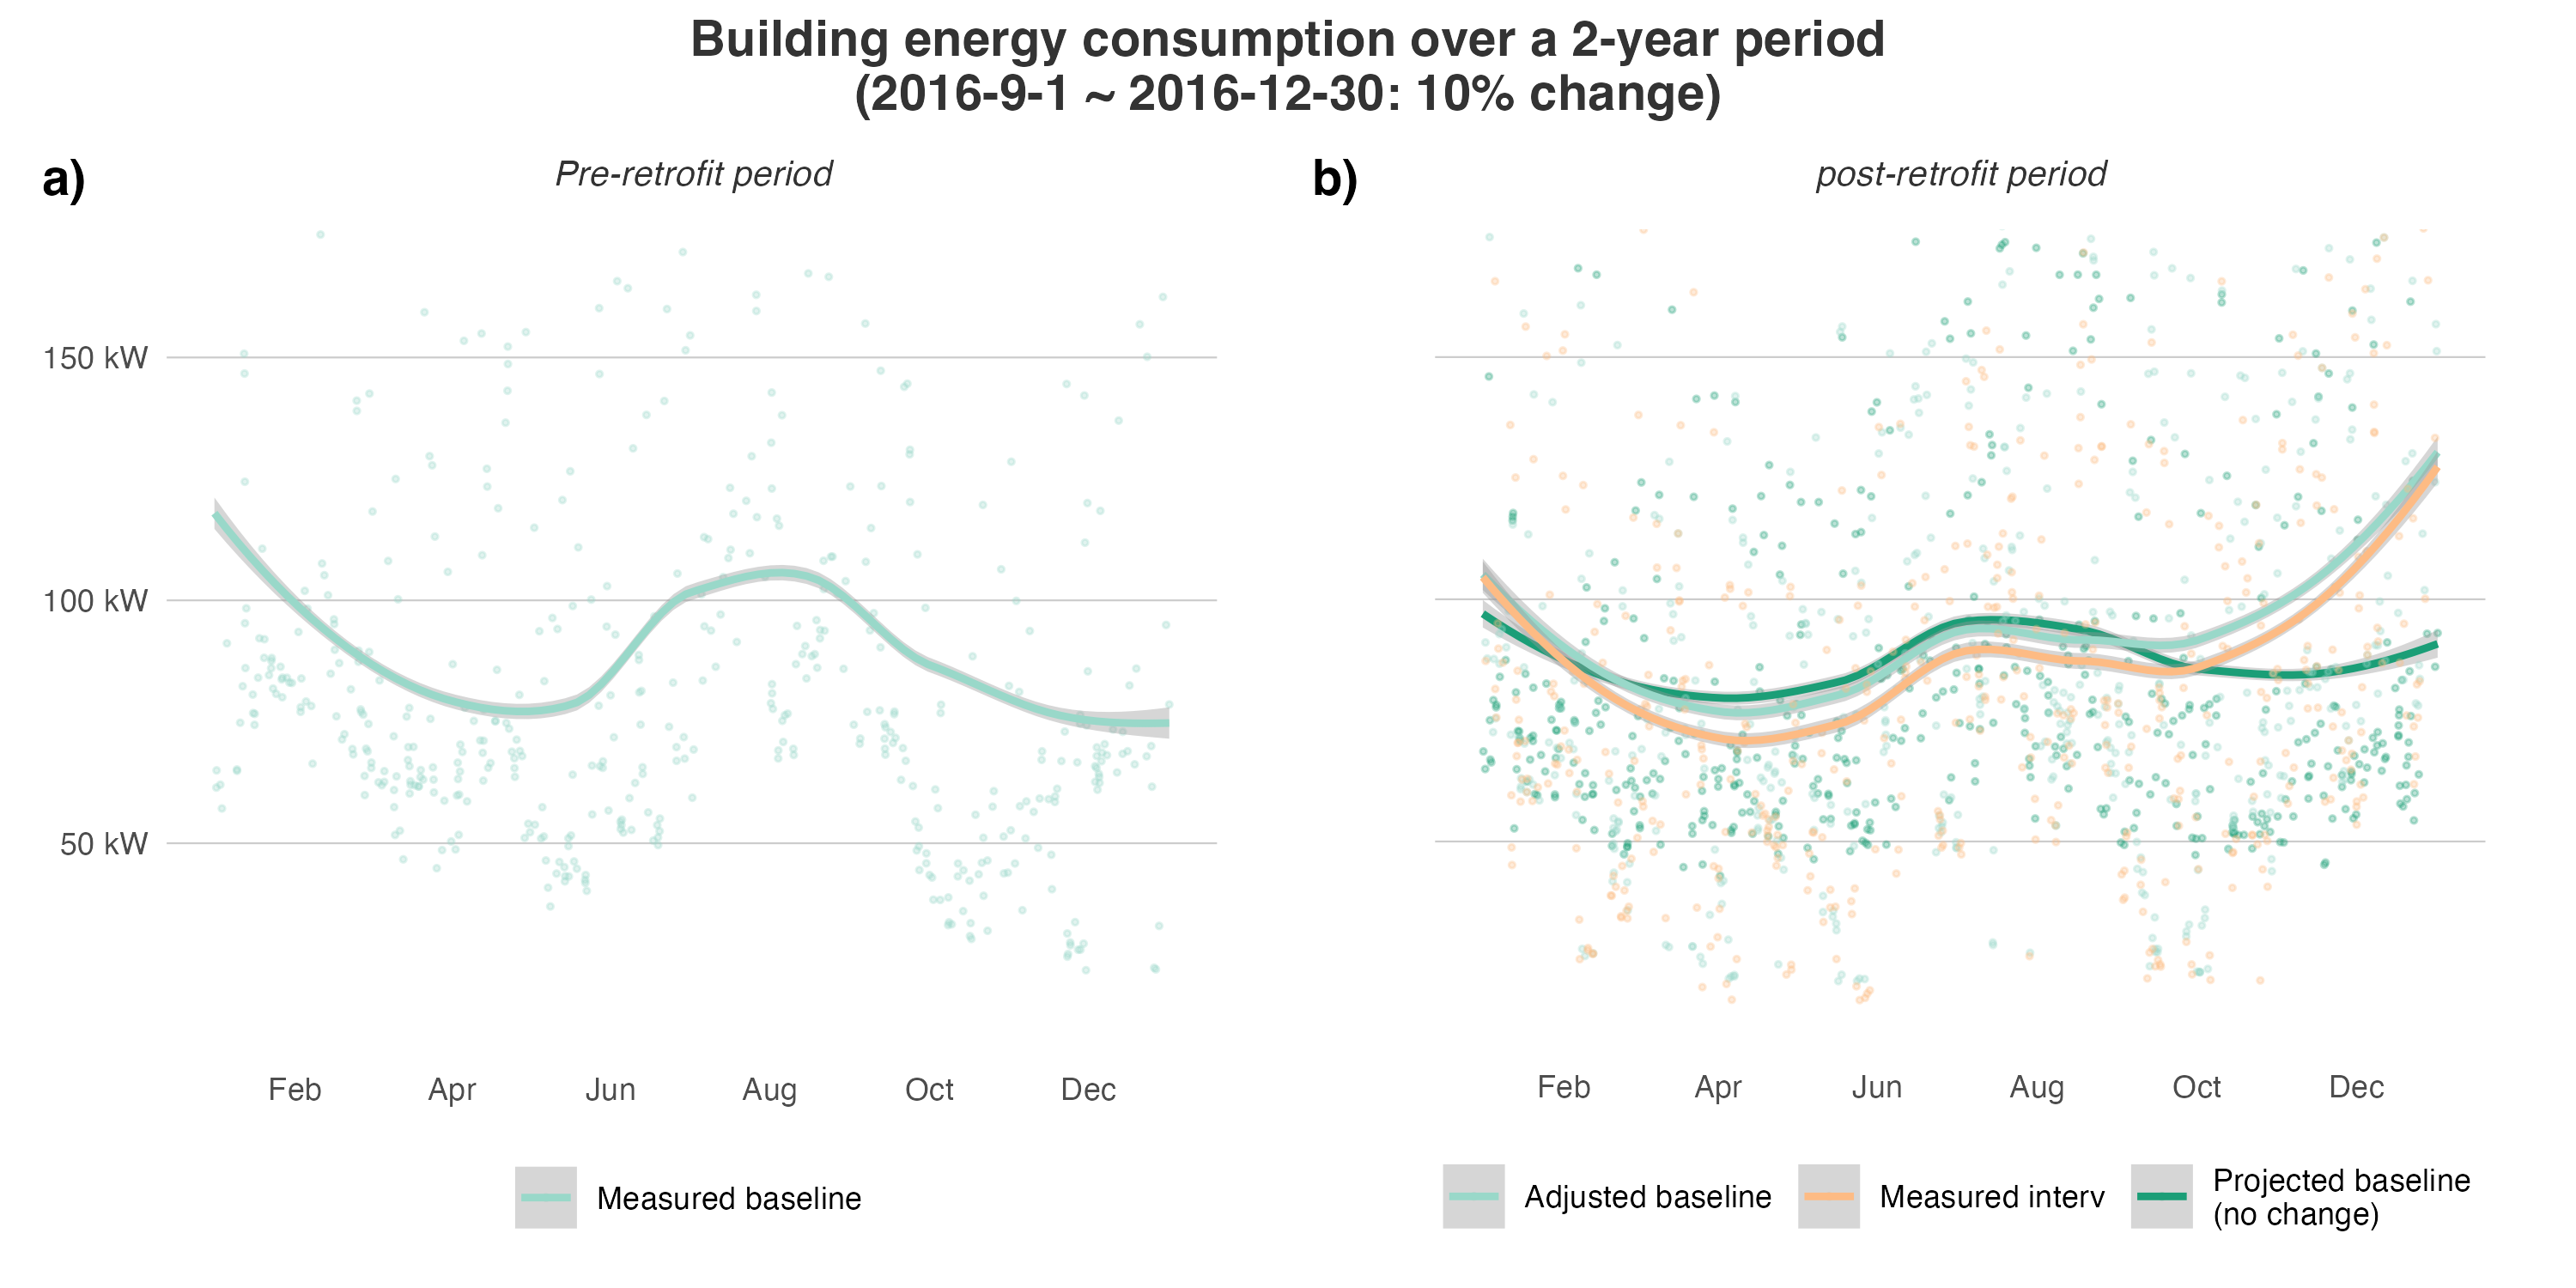 Building energy consumption over a 2-year period
(2016-9-1 ~ 2016-12-30: 10% change)
a)
Pre-retrofit period
150 kW
100 kW
50 kW
Feb Apr Jun Aug Oct Dec
Measured baseline
b)
post-retrofit period
Feb Apr Jun Aug Oct Dec
Adjusted baseline
Measured interv
Projected baseline
(no change)